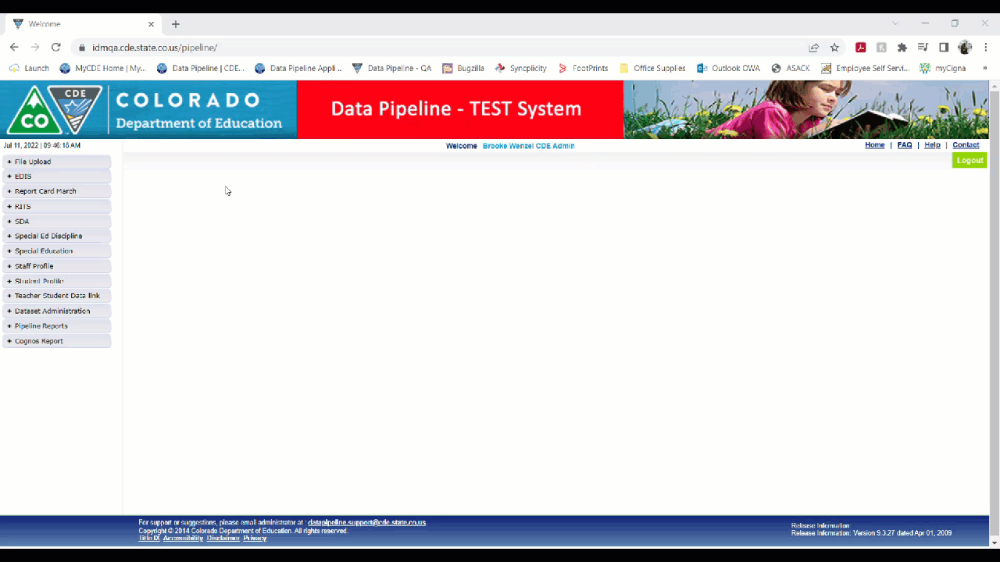 Welcome
idmqa.cde.state.co.us/pipeline/
Launch MyCDE Home | My... Data Pipeline | CDE... Data Pipeline Appli... Data Pipeline - QA Bugzilla Syncplicity FootPrints Office Supplies Outlook OWA ASACK Employee Self Servi... myCigna »
CO CDE COLORADO
Department of Education
Data Pipeline - TEST System
Jul 11, 2022 | 09:46:18 AM
Welcome Brooke Wenzel CDE Admin
Home | FAQ | Help | Contact
Logout
+ File Upload
+ EDIS
+ Report Card March
+ RITS
+ SDA
+ Special Ed Discipline
+ Special Education
+ Staff Profile
+ Student Profile
+ Teacher Student Data link
+ Dataset Administration
+ Pipeline Reports
+ Cognos Report
For support or suggestions, please email administrator at : datapipeline.support@cde.state.co.us.
Copyright © 2014 Colorado Department of Education. All rights reserved.
Title IX Accessibility Disclaimer Privacy
Release Information:
Release Information: Version 9.3.27 dated Apr 01, 2009